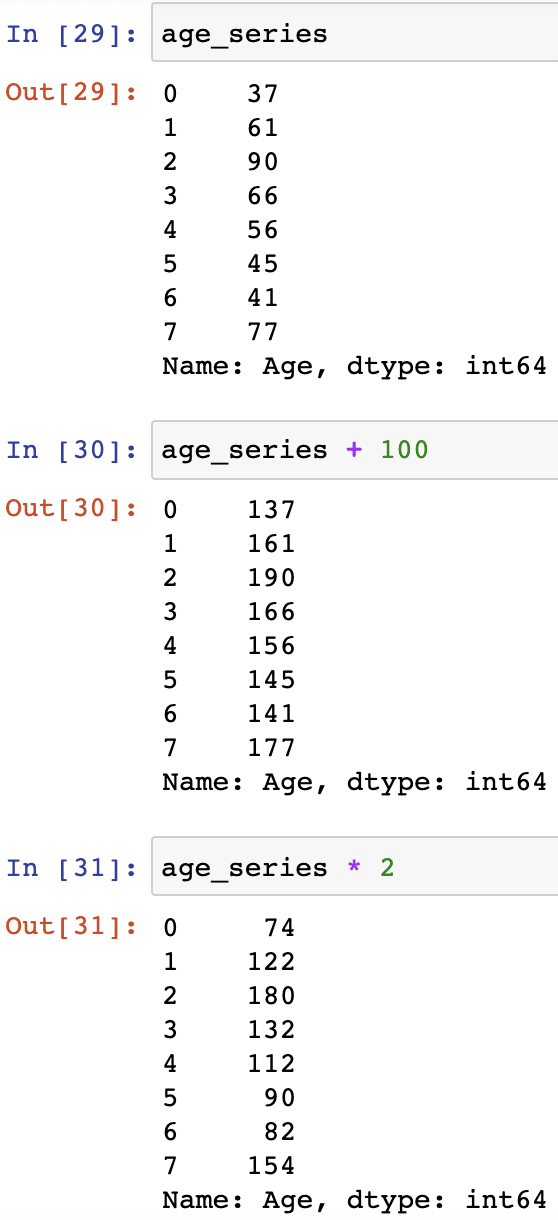 In [29]: age_series
Out[29]: 0    37
1    61
2    90
3    66
4    56
5    45
6    41
7    77
Name: Age, dtype: int64
In [30]: age_series + 100
Out[30]: 0    137
1    161
2    190
3    166
4    156
5    145
6    141
7    177
Name: Age, dtype: int64
In [31]: age_series * 2
Out[31]: 0     74
1    122
2    180
3    132
4    112
5     90
6     82
7    154
Name: Age, dtype: int64